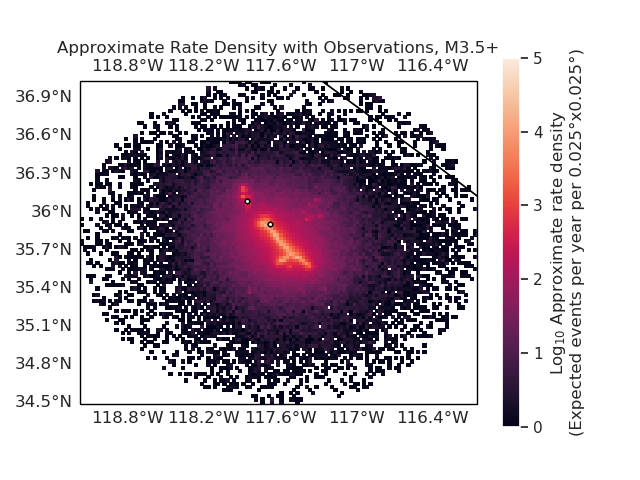 Approximate Rate Density with Observations, M3.5+
118.8°W 118.2°W 117.6°W 117°W 116.4°W
36.9°N
36.6°N
36.3°N
36°N
35.7°N
35.4°N
35.1°N
34.8°N
34.5°N
118.8°W 118.2°W 117.6°W 117°W 116.4°W
5
4
3
2
1
0
Log₁₀ Approximate rate density
(Expected events per year per 0.025°x0.025°)